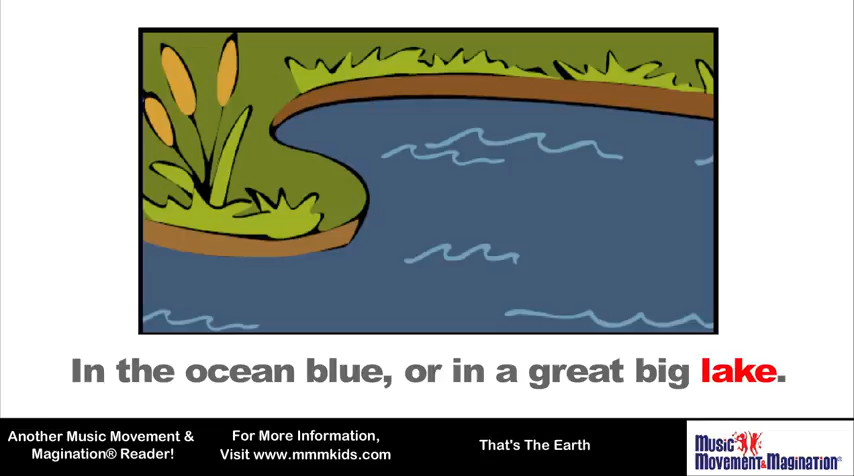 In the ocean blue, or in a great big lake.
Another Music Movement &
Magination® Reader!
For More Information,
Visit www.mmmkids.com
That's The Earth
Music
Movement & Magination®